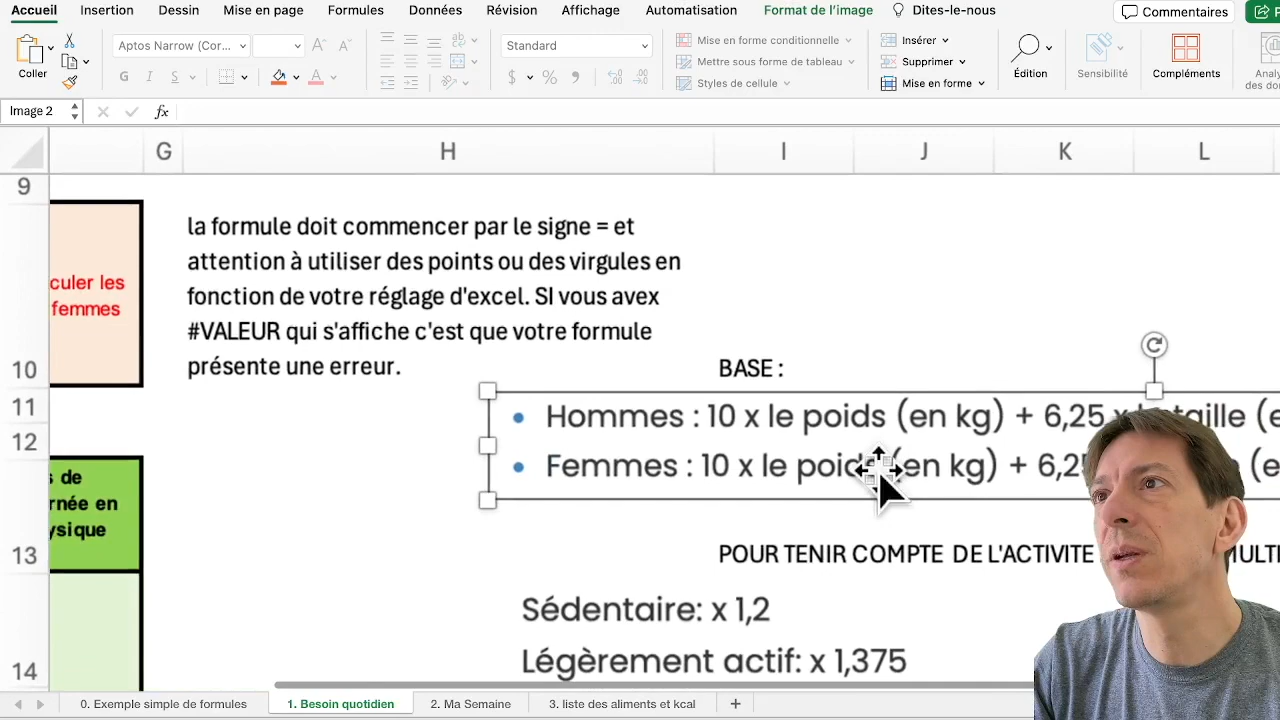 Accueil Insertion Dessin Mise en page Formules Données Révision Affichage Automatisation Format de l'image Dites-le-nous Commentaires
Coller Aptos Narrow (Cor... Standard Mise en forme conditionnelle Insérer
Mettre sous forme de tableau Supprimer Édition Compléments
G Styles de cellule Mise en forme
Image 2 fx
G H I J K L
9
la formule doit commencer par le signe = et
attention à utiliser des points ou des virgules en
culer les
fonction de votre réglage d'excel. SI vous avex
femmes
#VALEUR qui s'affiche c'est que votre formule
10 présente une erreur. BASE :
11 • Hommes : 10 x le poids (en kg) + 6,25 x la taille (e
12 • Femmes : 10 x le poids (en kg) + 6,25
s de
rnée en
ysique
13 POUR TENIR COMPTE DE L'ACTIVITE
Sédentaire: x 1,2
14 Légèrement actif: x 1,375
0. Exemple simple de formules 1. Besoin quotidien 2. Ma Semaine 3. liste des aliments et kcal +